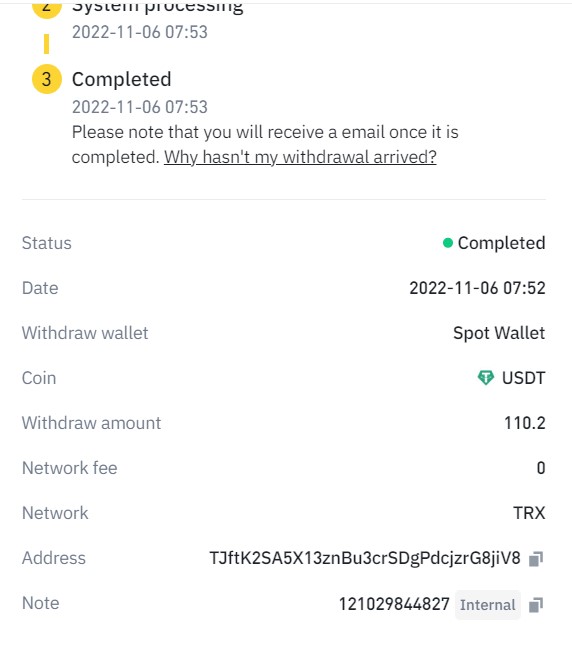 2 System processing
2022-11-06 07:53
3 Completed
2022-11-06 07:53
Please note that you will receive a email once it is
completed. Why hasn't my withdrawal arrived?
Status Completed
Date 2022-11-06 07:52
Withdraw wallet Spot Wallet
Coin USDT
Withdraw amount 110.2
Network fee 0
Network TRX
Address TJftK2SA5X13znBu3crSDgPdcjzrG8jiV8
Note 121029844827 Internal